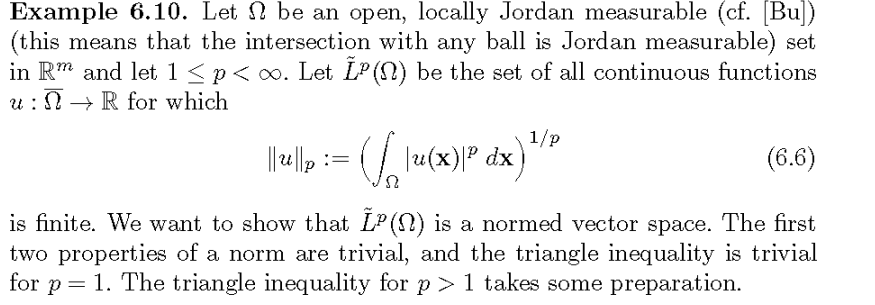 Example 6.10. Let Ω be an open, locally Jordan measurable (cf. [Bu])
(this means that the intersection with any ball is Jordan measurable) set
in ℝᵐ and let 1 ≤ p < ∞. Let L̃ᵖ(Ω) be the set of all continuous functions
u : Ω̅ → ℝ for which
‖u‖ₚ := (∫_Ω |u(x)|ᵖ dx)^{1/p} (6.6)
is finite. We want to show that L̃ᵖ(Ω) is a normed vector space. The first
two properties of a norm are trivial, and the triangle inequality is trivial
for p = 1. The triangle inequality for p > 1 takes some preparation.